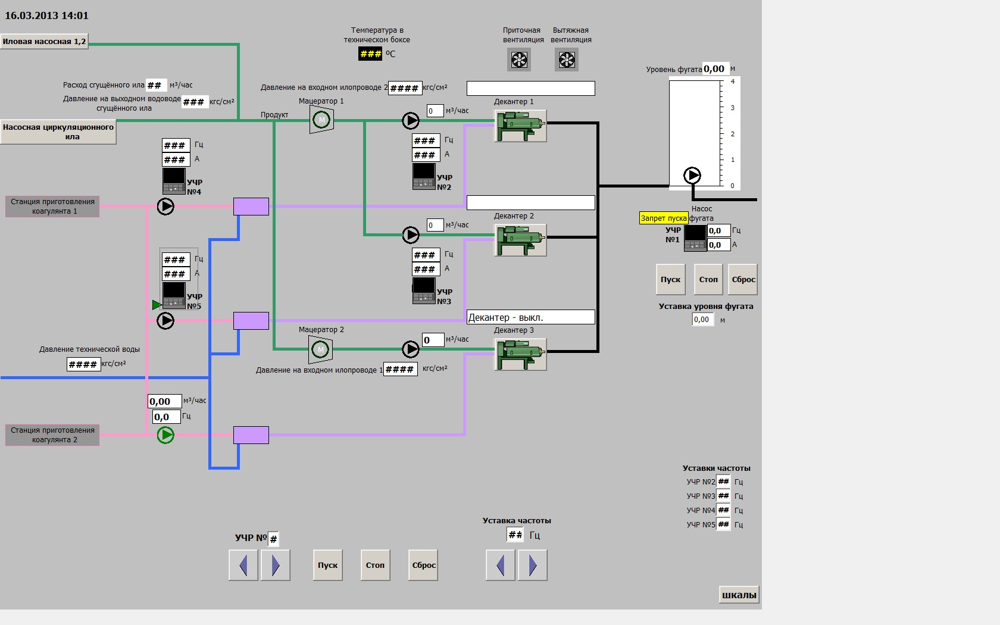 16.03.2013 14:01
Иловая насосная 1,2
Температура в
техническом боксе
### ºC
Приточная
вентиляция
Вытяжная
вентиляция
Уровень фугата 0,00 м
4
3
2
1
0
Расход сгущённого ила ## м³/час
Давление на выходном водоводе
сгущённого ила
### кгс/см²
Давление на входном илопроводе 2 #### кгс/см²
Мацератор 1
Продукт
М
0 м³/час
Декантер 1
Насосная циркуляционного
ила
### Гц
### А
УЧР
№4
### Гц
### А
УЧР
№2
Станция приготовления
коагулянта 1
0 м³/час
Декантер 2
Насос
фугата
Запрет пуска
УЧР
№1
0,0 Гц
0,0 А
Пуск
Стоп
Сброс
Уставка уровня фугата
0,00 м
### Гц
### А
УЧР
№5
### Гц
### А
УЧР
№3
Декантер - выкл.
Мацератор 2
М
0 м³/час
Декантер 3
Давление технической воды
#### кгс/см²
Давление на входном илопроводе 1 #### кгс/см²
0,00 м³/час
0,0 Гц
Станция приготовления
коагулянта 2
Уставки частоты
УЧР №2 ## Гц
УЧР №3 ## Гц
УЧР №4 ## Гц
УЧР №5 ## Гц
УЧР № #
Пуск
Стоп
Сброс
Уставка частоты
## Гц
шкалы